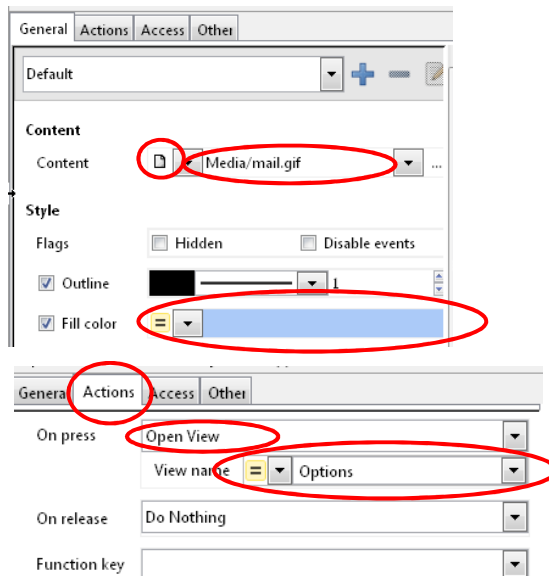 General Actions Access Other
Default
Content
Content Media/mail.gif ...
Style
Flags Hidden Disable events
Outline 1
Fill color =
General Actions Access Other
On press Open View
View name = Options
On release Do Nothing
Function key